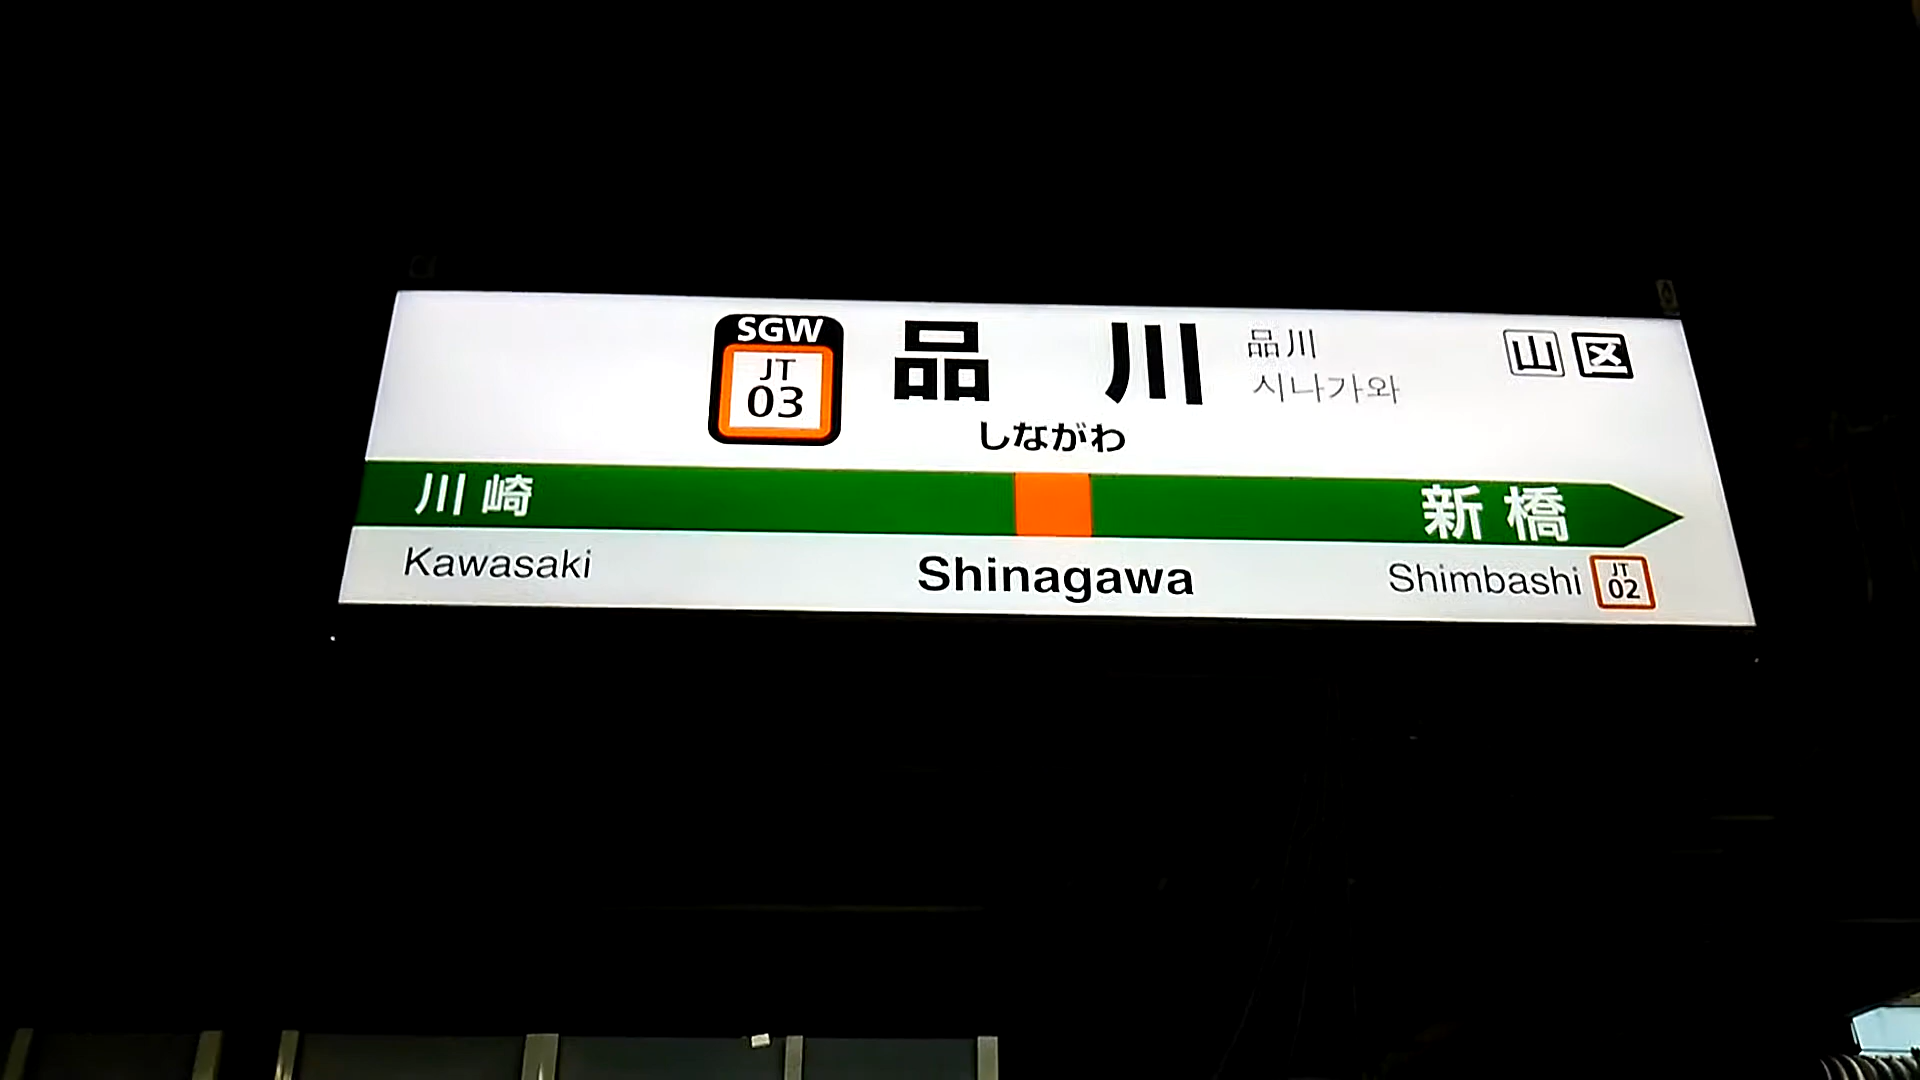 SGW
JT
03
品川
品川
시나가와
しながわ
山 区
川崎
新橋
Kawasaki
Shinagawa
Shimbashi
JT
02